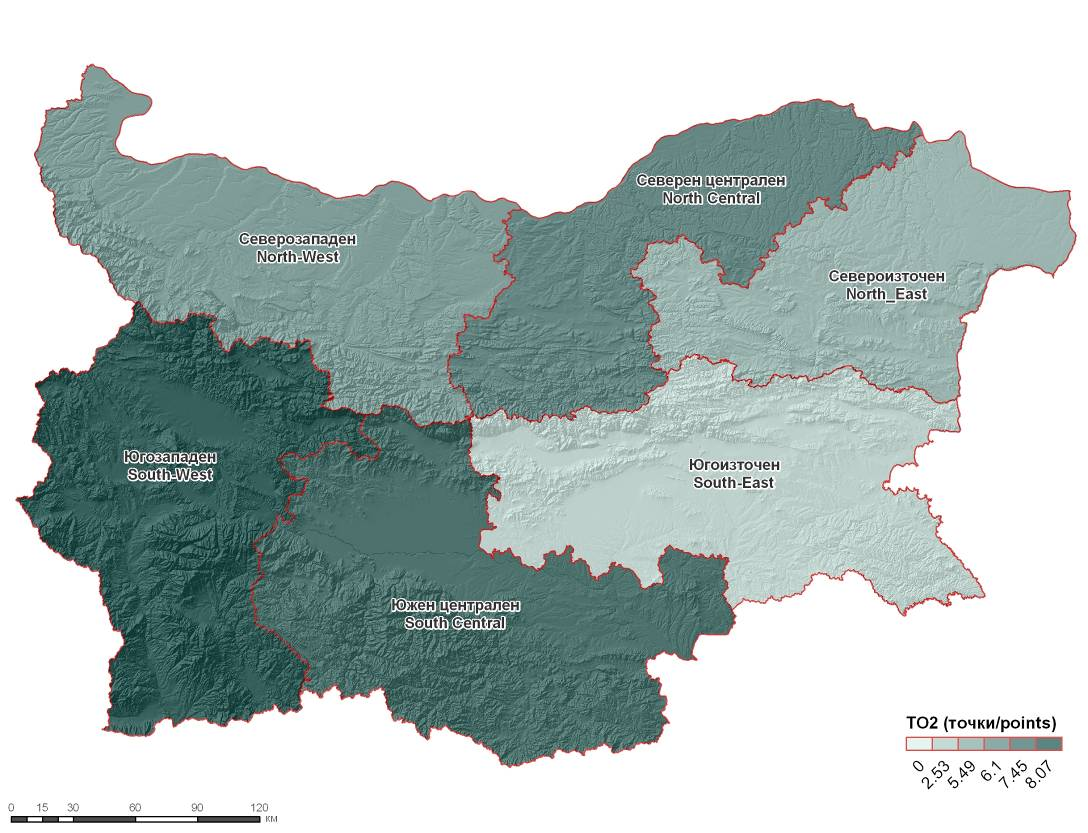 Северен централен
North Central
Северозападен
North-West
Североизточен
North_East
Югозападен
South-West
Югоизточен
South-East
Южен централен
South Central
ТО2 (точки/points)
0 2.53 5.49 6.1 7.45 8.07
0 15 30 60 90 120
КМ